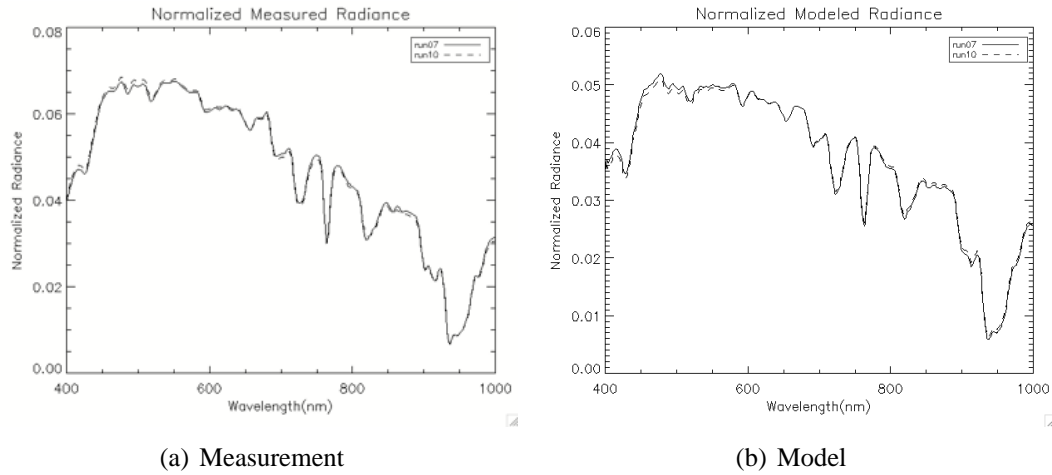 Normalized Measured Radiance
0.08
0.06
0.04
0.02
0.00
Normalized Radiance
run07
run10
400
600
800
1000
Wavelength(nm)
(a) Measurement
Normalized Modeled Radiance
0.06
0.05
0.04
0.03
0.02
0.01
0.00
Normalized Radiance
run07
run10
400
600
800
1000
Wavelength(nm)
(b) Model